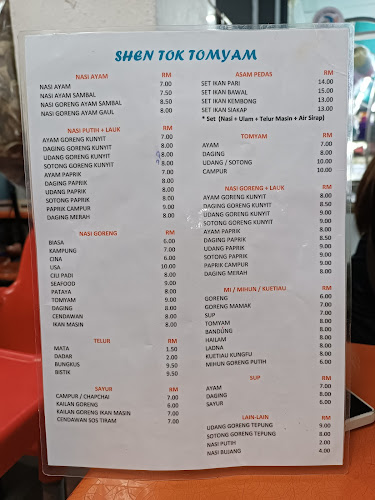 SHEN TOK TOMYAM
NASI AYAM RM
NASI AYAM 7.00
NASI AYAM SAMBAL 7.50
NASI GORENG AYAM SAMBAL 8.50
NASI GORENG AYAM GAUL 8.00
NASI PUTIH + LAUK RM
AYAM GORENG KUNYIT 8.00
DAGING GORENG KUNYIT 8.00
UDANG GORENG KUNYIT 8.00
SOTONG GORENG KUNYIT 8.00
AYAM PAPRIK 7.00
DAGING PAPRIK 8.00
UDANG PAPRIK 8.00
SOTONG PAPRIK 8.00
PAPRIK CAMPUR 9.00
DAGING MERAH 8.00
NASI GORENG RM
BIASA 6.00
KAMPUNG 7.00
CINA 6.00
USA 10.00
CILI PADI 8.00
SEAFOOD 9.00
PATAYA 8.00
TOMYAM 9.00
DAGING 8.00
CENDAWAN 8.00
IKAN MASIN 8.00
TELUR RM
MATA 1.50
DADAR 2.00
BUNGKUS 9.50
BISTIK 9.50
SAYUR RM
CAMPUR / CHAPCHAI 7.00
KAILAN GORENG 6.00
KAILAN GORENG IKAN MASIN 7.00
CENDAWAN SOS TIRAM 7.00
ASAM PEDAS RM
SET IKAN PARI 14.00
SET IKAN BAWAL 15.00
SET IKAN KEMBONG 13.00
SET IKAN SIAKAP 13.00
* Set (Nasi + Ulam + Telur Masin + Air Sirap)
TOMYAM RM
AYAM 7.00
DAGING 8.00
UDANG / SOTONG 10.00
CAMPUR 10.00
NASI GORENG + LAUK RM
AYAM GORENG KUNYIT 8.00
DAGING GORENG KUNYIT 8.00
UDANG GORENG KUNYIT 9.00
SOTONG GORENG KUNYIT 9.00
AYAM PAPRIK 8.00
DAGING PAPRIK 8.50
UDANG PAPRIK 9.00
SOTONG PAPRIK 9.00
PAPRIK CAMPUR 9.00
DAGING MERAH 8.00
MI / MIHUN / KUETIAU RM
GORENG 6.00
GORENG MAMAK 7.00
SUP 7.00
TOMYAM 8.00
BANDUNG 8.00
HAILAM 8.00
LADNA 8.00
KUETIAU KUNGFU 8.00
MIHUN GORENG PUTIH 6.00
SUP RM
AYAM 7.00
DAGING 8.00
SAYUR 6.00
LAIN-LAIN RM
UDANG GORENG TEPUNG 9.00
SOTONG GORENG TEPUNG 8.00
NASI PUTIH 2.00
NASI BUJANG 4.00